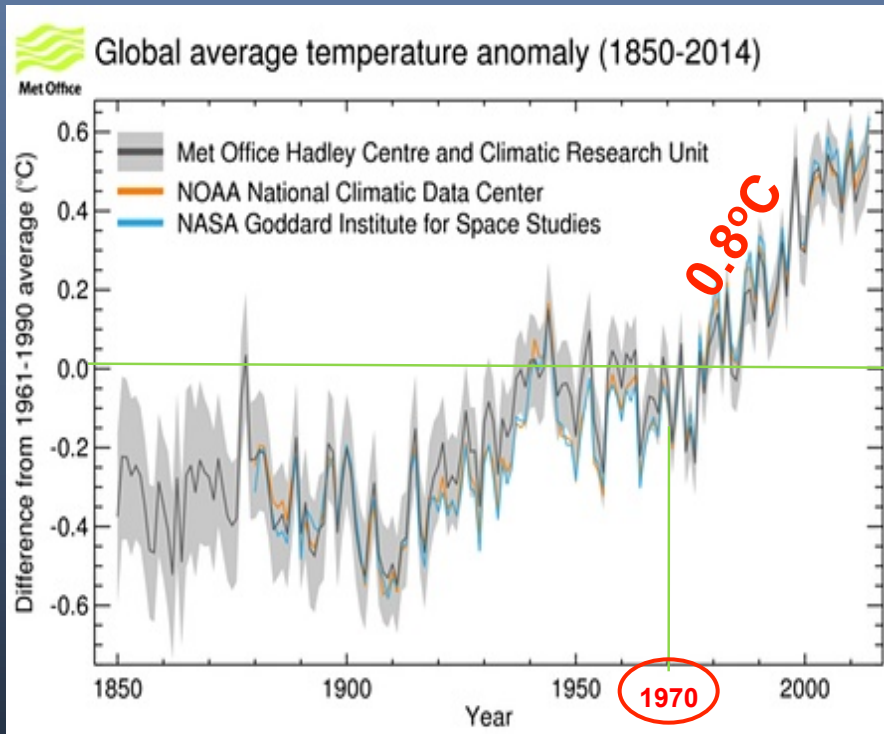 Met Office
Global average temperature anomaly (1850-2014)
Met Office Hadley Centre and Climatic Research Unit
NOAA National Climatic Data Center
NASA Goddard Institute for Space Studies
0.8°C
Difference from 1961-1990 average (°C)
0.6
0.4
0.2
0.0
-0.2
-0.4
-0.6
1850
1900
1950
1970
2000
Year